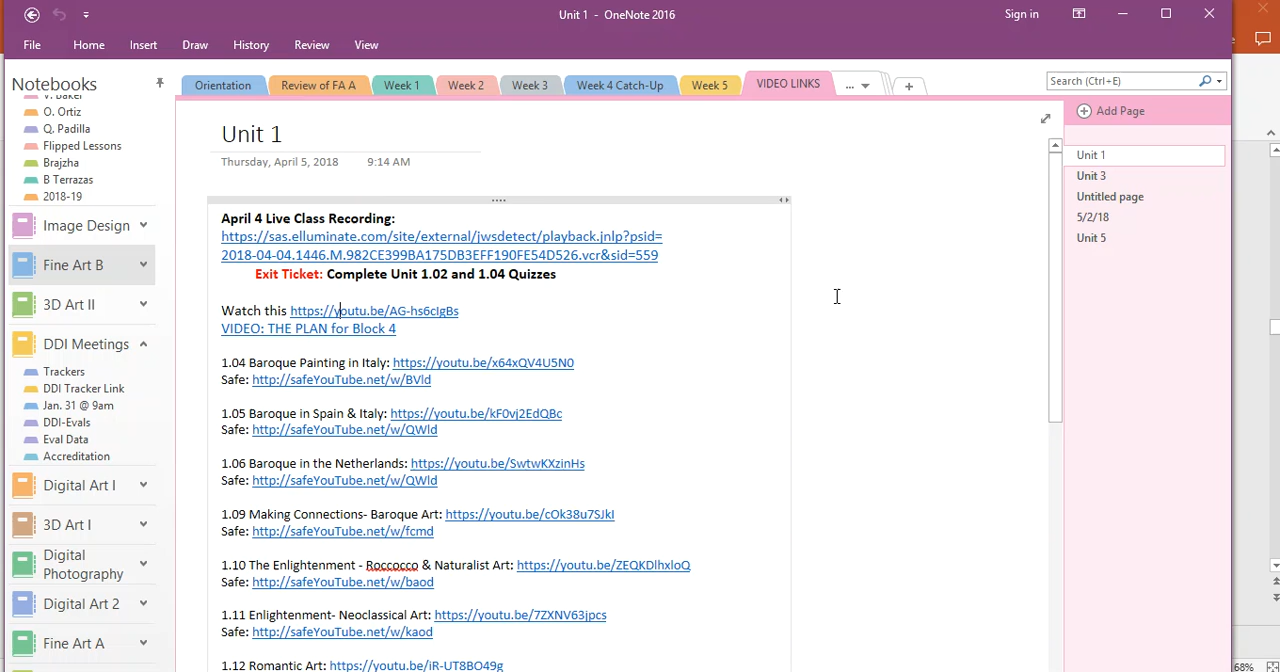 Unit 1 - OneNote 2016
Sign in
File
Home
Insert
Draw
History
Review
View
Notebooks
Orientation
Review of FA A
Week 1
Week 2
Week 3
Week 4 Catch-Up
Week 5
VIDEO LINKS
...
Search (Ctrl+E)
V. Baker
O. Ortiz
Q. Padilla
Flipped Lessons
Brajzha
B Terrazas
2018-19
Image Design
Fine Art B
3D Art II
DDI Meetings
Trackers
DDI Tracker Link
Jan. 31 @ 9am
DDI-Evals
Eval Data
Accreditation
Digital Art I
3D Art I
Digital
Photography
Digital Art 2
Fine Art A
Unit 1
Thursday, April 5, 2018 9:14 AM
April 4 Live Class Recording:
https://sas.elluminate.com/site/external/jwsdetect/playback.jnlp?psid=
2018-04-04.1446.M.982CE399BA175DB3EFF190FE54D526.vcr&sid=559
Exit Ticket: Complete Unit 1.02 and 1.04 Quizzes
Watch this https://youtu.be/AG-hs6cIgBs
VIDEO: THE PLAN for Block 4
1.04 Baroque Painting in Italy: https://youtu.be/x64xQV4U5N0
Safe: http://safeYouTube.net/w/BVld
1.05 Baroque in Spain & Italy: https://youtu.be/kF0vj2EdQBc
Safe: http://safeYouTube.net/w/QWld
1.06 Baroque in the Netherlands: https://youtu.be/SwtwKXzinHs
Safe: http://safeYouTube.net/w/QWld
1.09 Making Connections- Baroque Art: https://youtu.be/cOk38u7SJkI
Safe: http://safeYouTube.net/w/fcmd
1.10 The Enlightenment - Roccocco & Naturalist Art: https://youtu.be/ZEQKDlhxloQ
Safe: http://safeYouTube.net/w/baod
1.11 Enlightenment- Neoclassical Art: https://youtu.be/7ZXNV63jpcs
Safe: http://safeYouTube.net/w/kaod
1.12 Romantic Art: https://youtu.be/iR-UT8BO49g
Add Page
Unit 1
Unit 3
Untitled page
5/2/18
Unit 5
68%